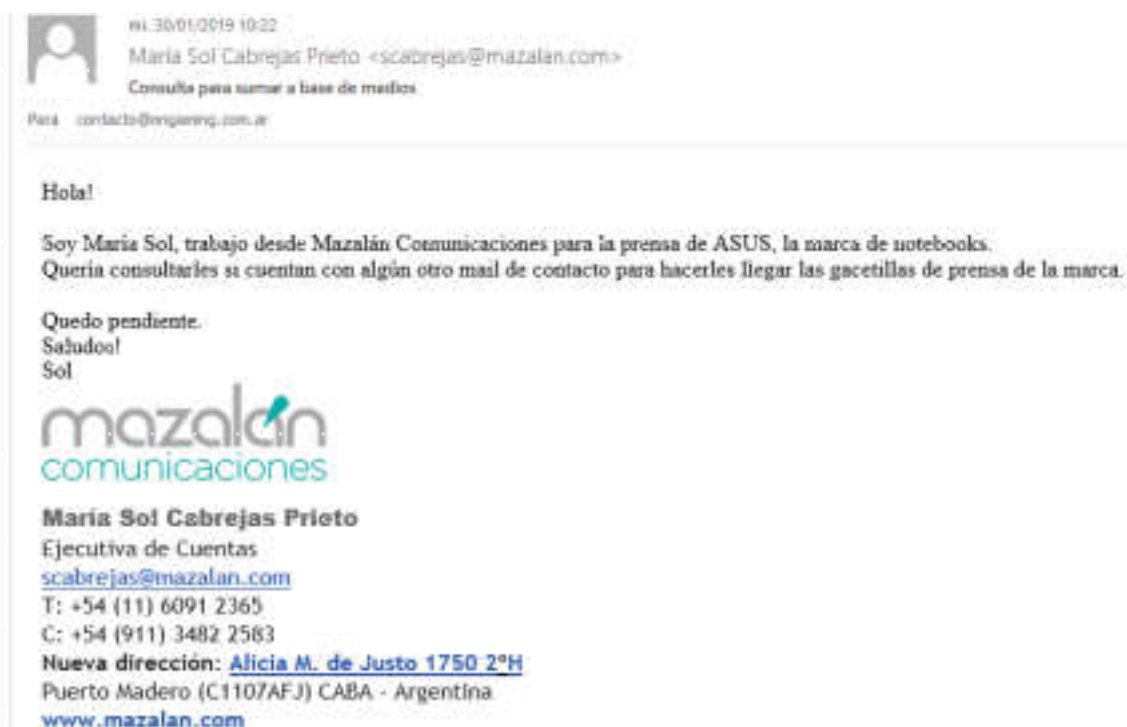 mi. 30/01/2019 10:22
María Sol Cabrejas Prieto <scabrejas@mazalan.com>
Consulta para sumar a base de medios
Para
Hola!
Soy María Sol, trabajo desde Mazalán Comunicaciones para la prensa de ASUS, la marca de notebooks.
Quería consultarles si cuentan con algún otro mail de contacto para hacerles llegar las gacetillas de prensa de la marca.
Quedo pendiente.
Saludos!
Sol
mazalán
comunicaciones
María Sol Cabrejas Prieto
Ejecutiva de Cuentas
scabrejas@mazalan.com
T: +54 (11) 6091 2365
C: +54 (911) 3482 2583
Nueva dirección: Alicia M. de Justo 1750 2°H
Puerto Madero (C1107AFJ) CABA - Argentina
www.mazalan.com